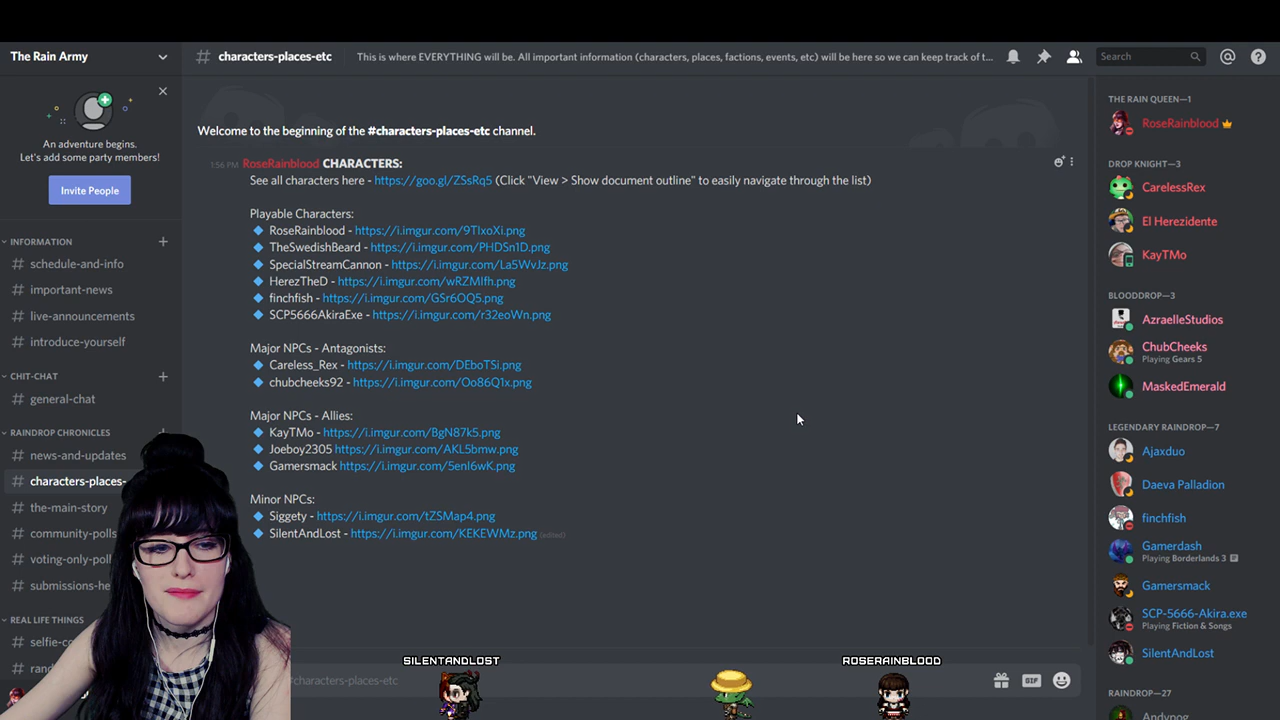 The Rain Army
# characters-places-etc
This is where EVERYTHING will be. All important information (characters, places, factions, events, etc) will be here so we can keep track of t...
Search
An adventure begins.
Let's add some party members!
Invite People
INFORMATION
# schedule-and-info
# important-news
# live-announcements
# introduce-yourself
CHIT-CHAT
# general-chat
RAINDROP CHRONICLES
# news-and-updates
# characters-places-
# the-main-story
# community-polls
# voting-only-poll
# submissions-he
REAL LIFE THINGS
# selfie-co
# ran
Welcome to the beginning of the #characters-places-etc channel.
1:56 PM RoseRainblood CHARACTERS:
See all characters here - https://goo.gl/ZSsRq5 (Click "View > Show document outline" to easily navigate through the list)
Playable Characters:
RoseRainblood - https://i.imgur.com/9TlxoXi.png
TheSwedishBeard - https://i.imgur.com/PHDSn1D.png
SpecialStreamCannon - https://i.imgur.com/La5WvJz.png
HerezTheD - https://i.imgur.com/wRZMIfh.png
finchfish - https://i.imgur.com/GSr6OQ5.png
SCP5666AkiraExe - https://i.imgur.com/r32eoWn.png
Major NPCs - Antagonists:
Careless_Rex - https://i.imgur.com/DEboTSi.png
chubcheeks92 - https://i.imgur.com/Oo86Q1x.png
Major NPCs - Allies:
KayTMo - https://i.imgur.com/BgN87k5.png
Joeboy2305 https://i.imgur.com/AKL5bmw.png
Gamersmack https://i.imgur.com/5enI6wK.png
Minor NPCs:
Siggety - https://i.imgur.com/tZSMap4.png
SilentAndLost - https://i.imgur.com/KEKEWMz.png (edited)
#characters-places-etc
GIF
SILENTANDLOST
ROSERAINBLOOD
THE RAIN QUEEN—1
RoseRainblood
DROP KNIGHT—3
CarelessRex
El Herezidente
KayTMo
BLOODDROP—3
AzraelleStudios
ChubCheeks
Playing Gears 5
MaskedEmerald
LEGENDARY RAINDROP—7
Ajaxduo
Daeva Palladion
finchfish
Gamerdash
Playing Borderlands 3
Gamersmack
SCP-5666-Akira.exe
Playing Fiction & Songs
SilentAndLost
RAINDROP—27
Andynog